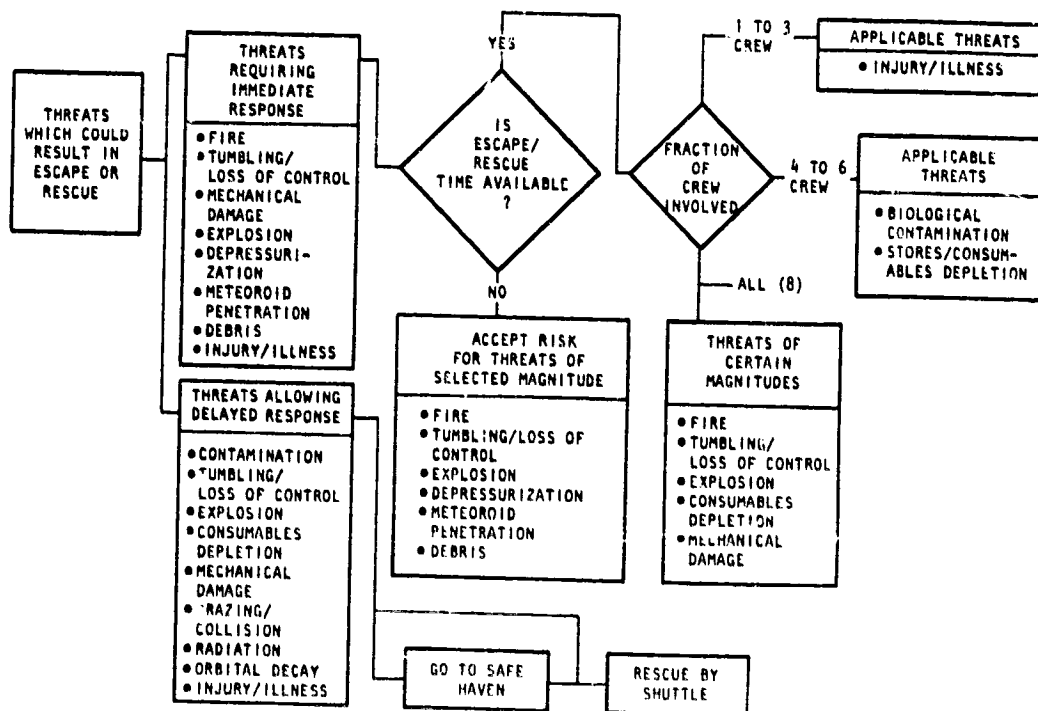 THREATS
WHICH COULD
RESULT IN
ESCAPE OR
RESCUE
THREATS
REQUIRING
IMMEDIATE
RESPONSE
● FIRE
● TUMBLING/
LOSS OF CONTROL
● MECHANICAL
DAMAGE
● EXPLOSION
● DEPRESSURI-
ZATION
● METEOROID
PENETRATION
● DEBRIS
● INJURY/ILLNESS
THREATS ALLOWING
DELAYED RESPONSE
● CONTAMINATION
● TUMBLING/
LOSS OF CONTROL
● EXPLOSION
● CONSUMABLES
DEPLETION
● MECHANICAL
DAMAGE
● RAZING/
COLLISION
● RADIATION
● ORBITAL DECAY
● INJURY/ILLNESS
YES
IS
ESCAPE/
RESCUE
TIME AVAILABLE
?
NO
ACCEPT RISK
FOR THREATS OF
SELECTED MAGNITUDE
● FIRE
● TUMBLING/LOSS OF
CONTROL
● EXPLOSION
● DEPRESSURIZATION
● METEOROID
PENETRATION
● DEBRIS
GO TO SAFE
HAVEN
RESCUE BY
SHUTTLE
FRACTION
OF
CREW
INVOLVED
1 TO 3
CREW
APPLICABLE THREATS
● INJURY/ILLNESS
4 TO 6
CREW
APPLICABLE
THREATS
● BIOLOGICAL
CONTAMINATION
● STORES/CONSUM-
ABLES DEPLETION
ALL (8)
THREATS OF
CERTAIN
MAGNITUDES
● FIRE
● TUMBLING/
LOSS OF CONTROL
● EXPLOSION
● CONSUMABLES
DEPLETION
● MECHANICAL
DAMAGE